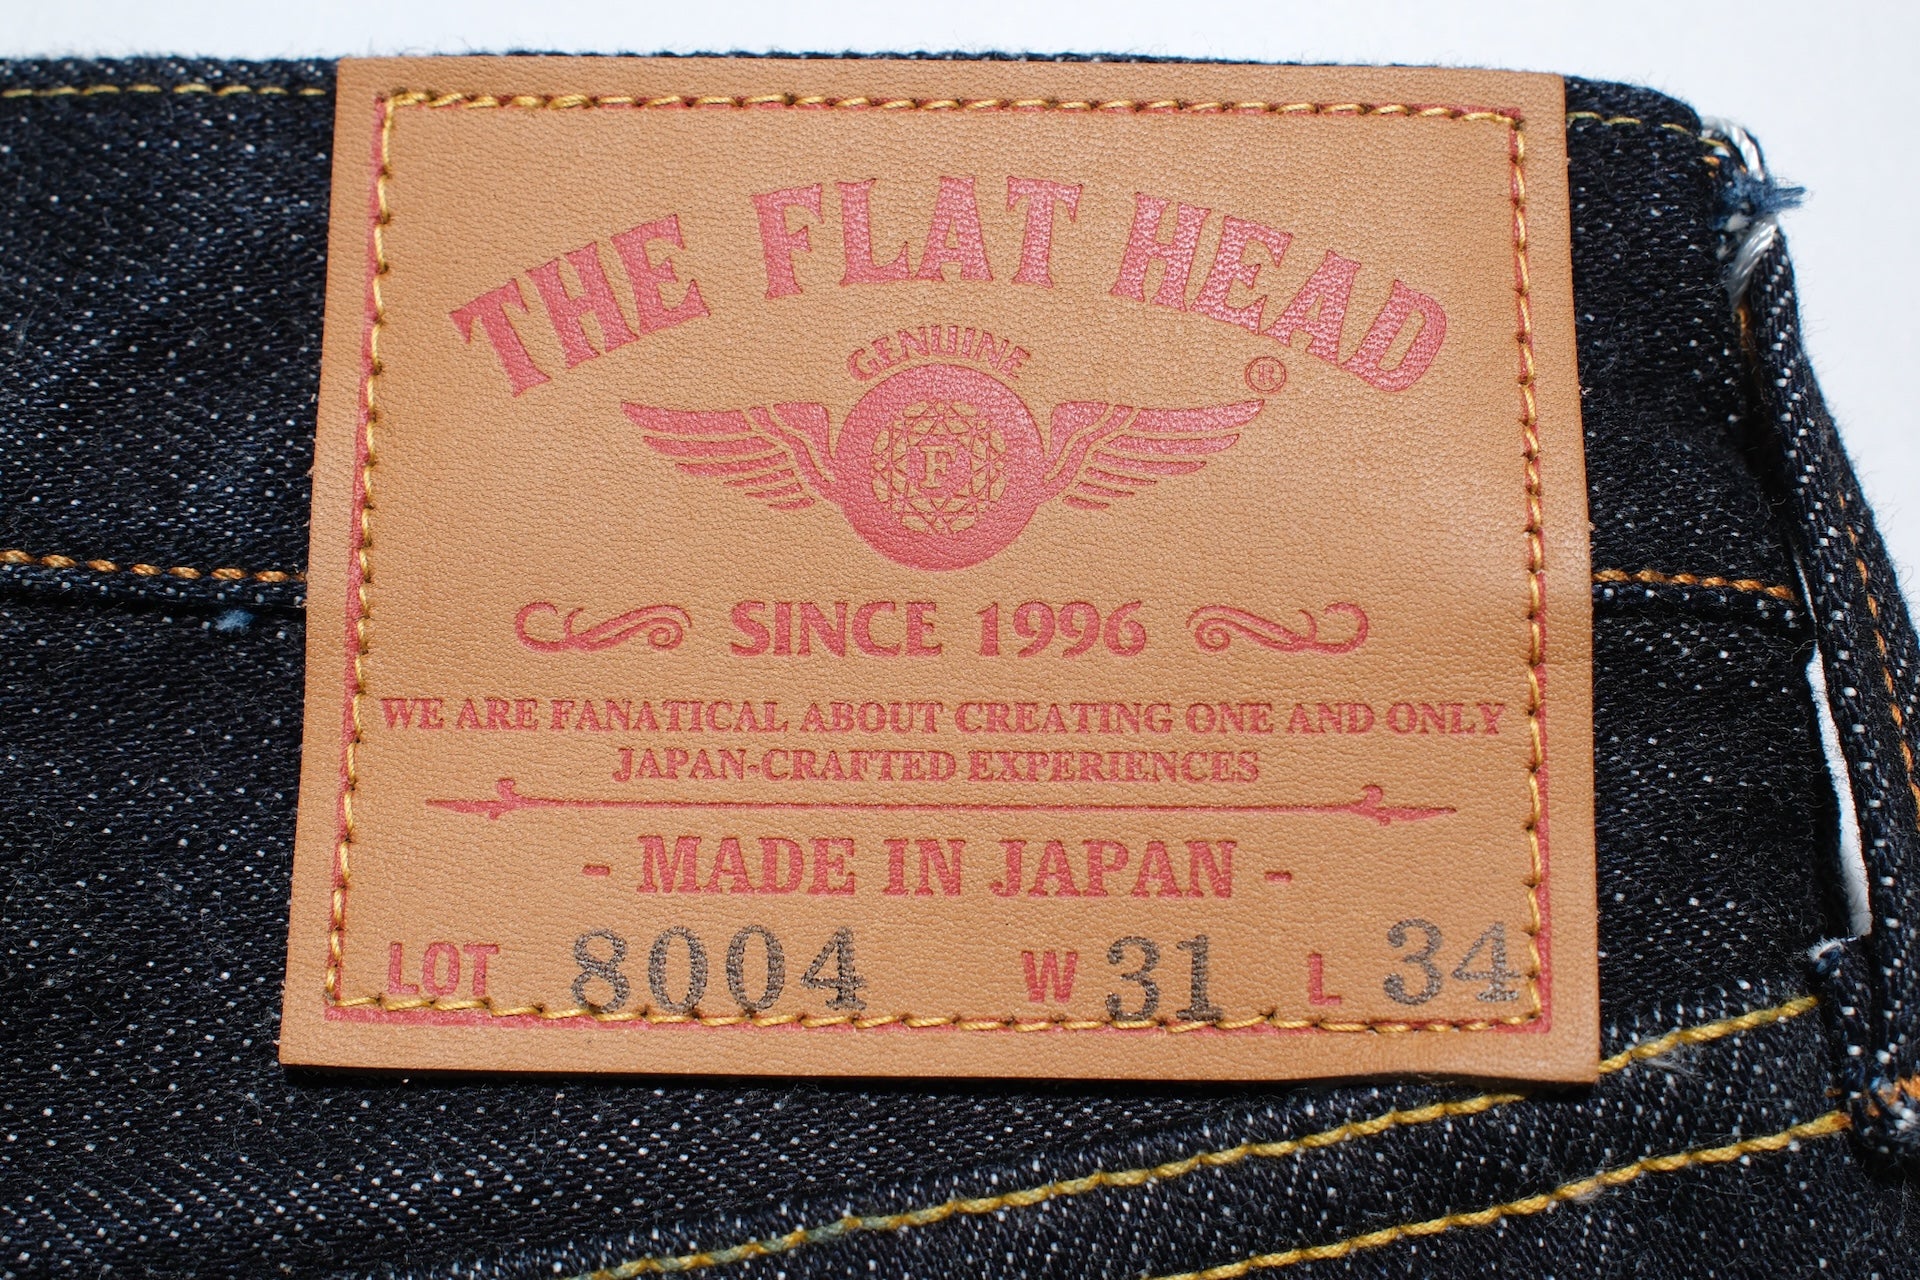 THE FLAT HEAD
GENUINE
®
F
SINCE 1996
WE ARE FANATICAL ABOUT CREATING ONE AND ONLY
JAPAN-CRAFTED EXPERIENCES
- MADE IN JAPAN -
LOT 8004 W 31 L 34